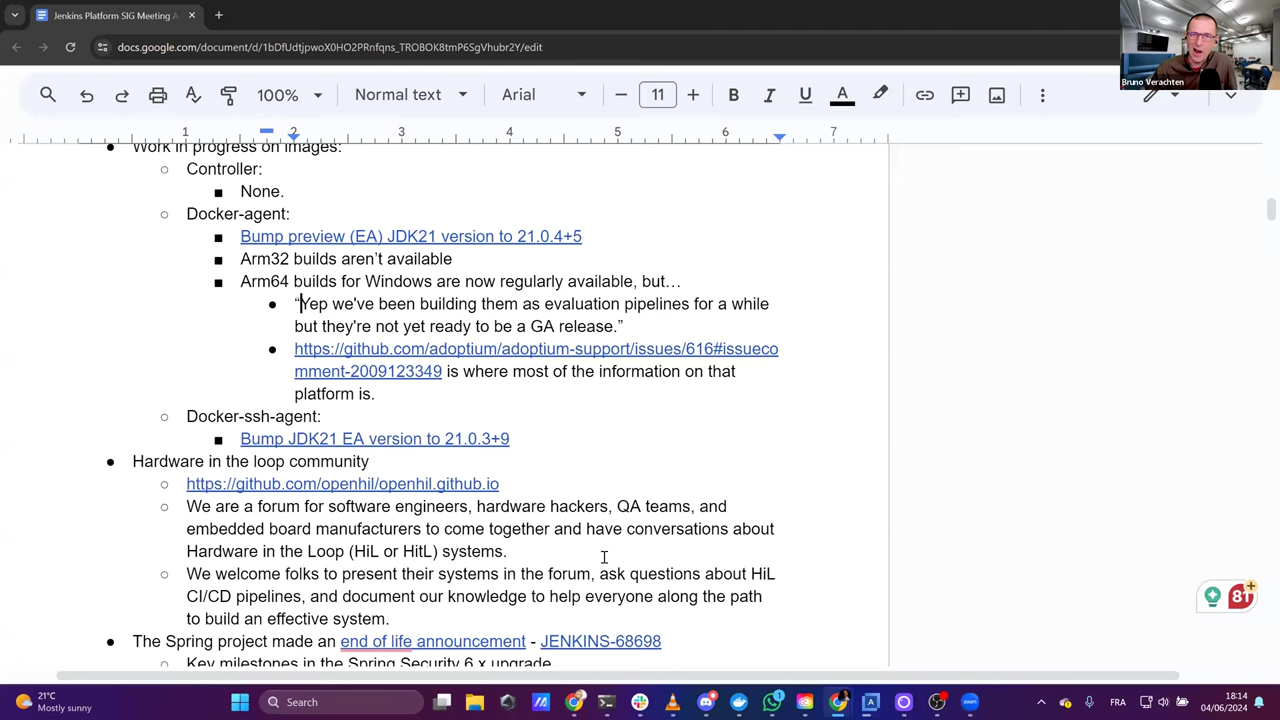 Jenkins Platform SIG Meeting A
docs.google.com/document/d/1bDfUdtjpwoX0HO2PRnfqns_TROBOK8tmP6SgVhubr2Y/edit
Bruno Verachten
100%
Normal text
Arial
11
1 2 3 4 5 6 7
Work in progress on images:
Controller:
None.
Docker-agent:
Bump preview (EA) JDK21 version to 21.0.4+5
Arm32 builds aren’t available
Arm64 builds for Windows are now regularly available, but…
“Yep we've been building them as evaluation pipelines for a while
but they're not yet ready to be a GA release.”
https://github.com/adoptium/adoptium-support/issues/616#issueco
mment-2009123349 is where most of the information on that
platform is.
Docker-ssh-agent:
Bump JDK21 EA version to 21.0.3+9
Hardware in the loop community
https://github.com/openhil/openhil.github.io
We are a forum for software engineers, hardware hackers, QA teams, and
embedded board manufacturers to come together and have conversations about
Hardware in the Loop (HiL or HitL) systems.
We welcome folks to present their systems in the forum, ask questions about HiL
CI/CD pipelines, and document our knowledge to help everyone along the path
to build an effective system.
The Spring project made an end of life announcement - JENKINS-68698
Key milestones in the Spring Security 6.x upgrade
81
21°C
Mostly sunny
Search
1
FRA
18:14
04/06/2024